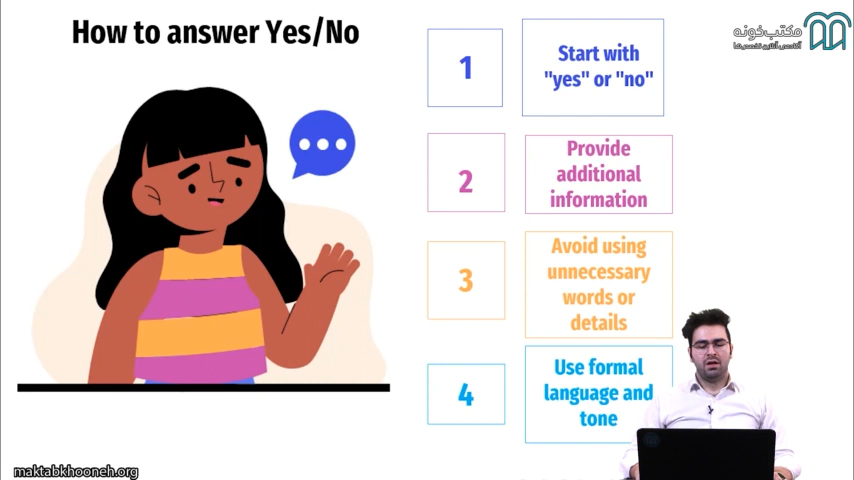 How to answer Yes/No
1
Start with
"yes" or "no"
2
Provide
additional
information
3
Avoid using
unnecessary
words or
details
4
Use formal
language and
tone
مکتب‌خونه
maktabkhooneh.org